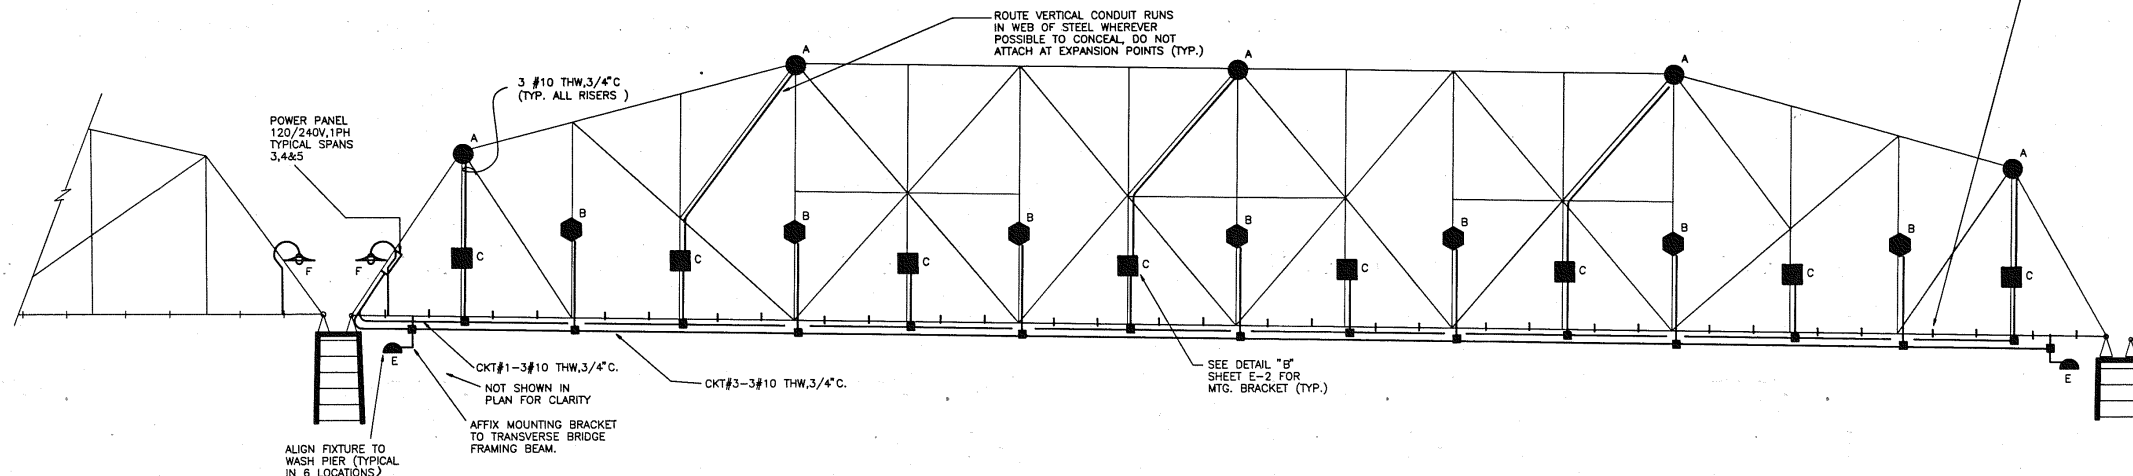 ROUTE VERTICAL CONDUIT RUNS
IN WEB OF STEEL WHEREVER
POSSIBLE TO CONCEAL, DO NOT
ATTACH AT EXPANSION POINTS (TYP.)
A
A
A
3 #10 THW,3/4"C
(TYP. ALL RISERS )
POWER PANEL
120/240V,1PH
TYPICAL SPANS
3,4&5
A
A
B
B
B
B
B
B
B
C
C
C
C
C
C
C
C
F
F
E
CKT#1-3#10 THW,3/4"C.
NOT SHOWN IN
PLAN FOR CLARITY
CKT#3-3#10 THW,3/4"C.
SEE DETAIL "B"
SHEET E-2 FOR
MTG. BRACKET (TYP.)
E
AFFIX MOUNTING BRACKET
TO TRANSVERSE BRIDGE
FRAMING BEAM.
ALIGN FIXTURE TO
WASH PIER (TYPICAL
IN 6 LOCATIONS)